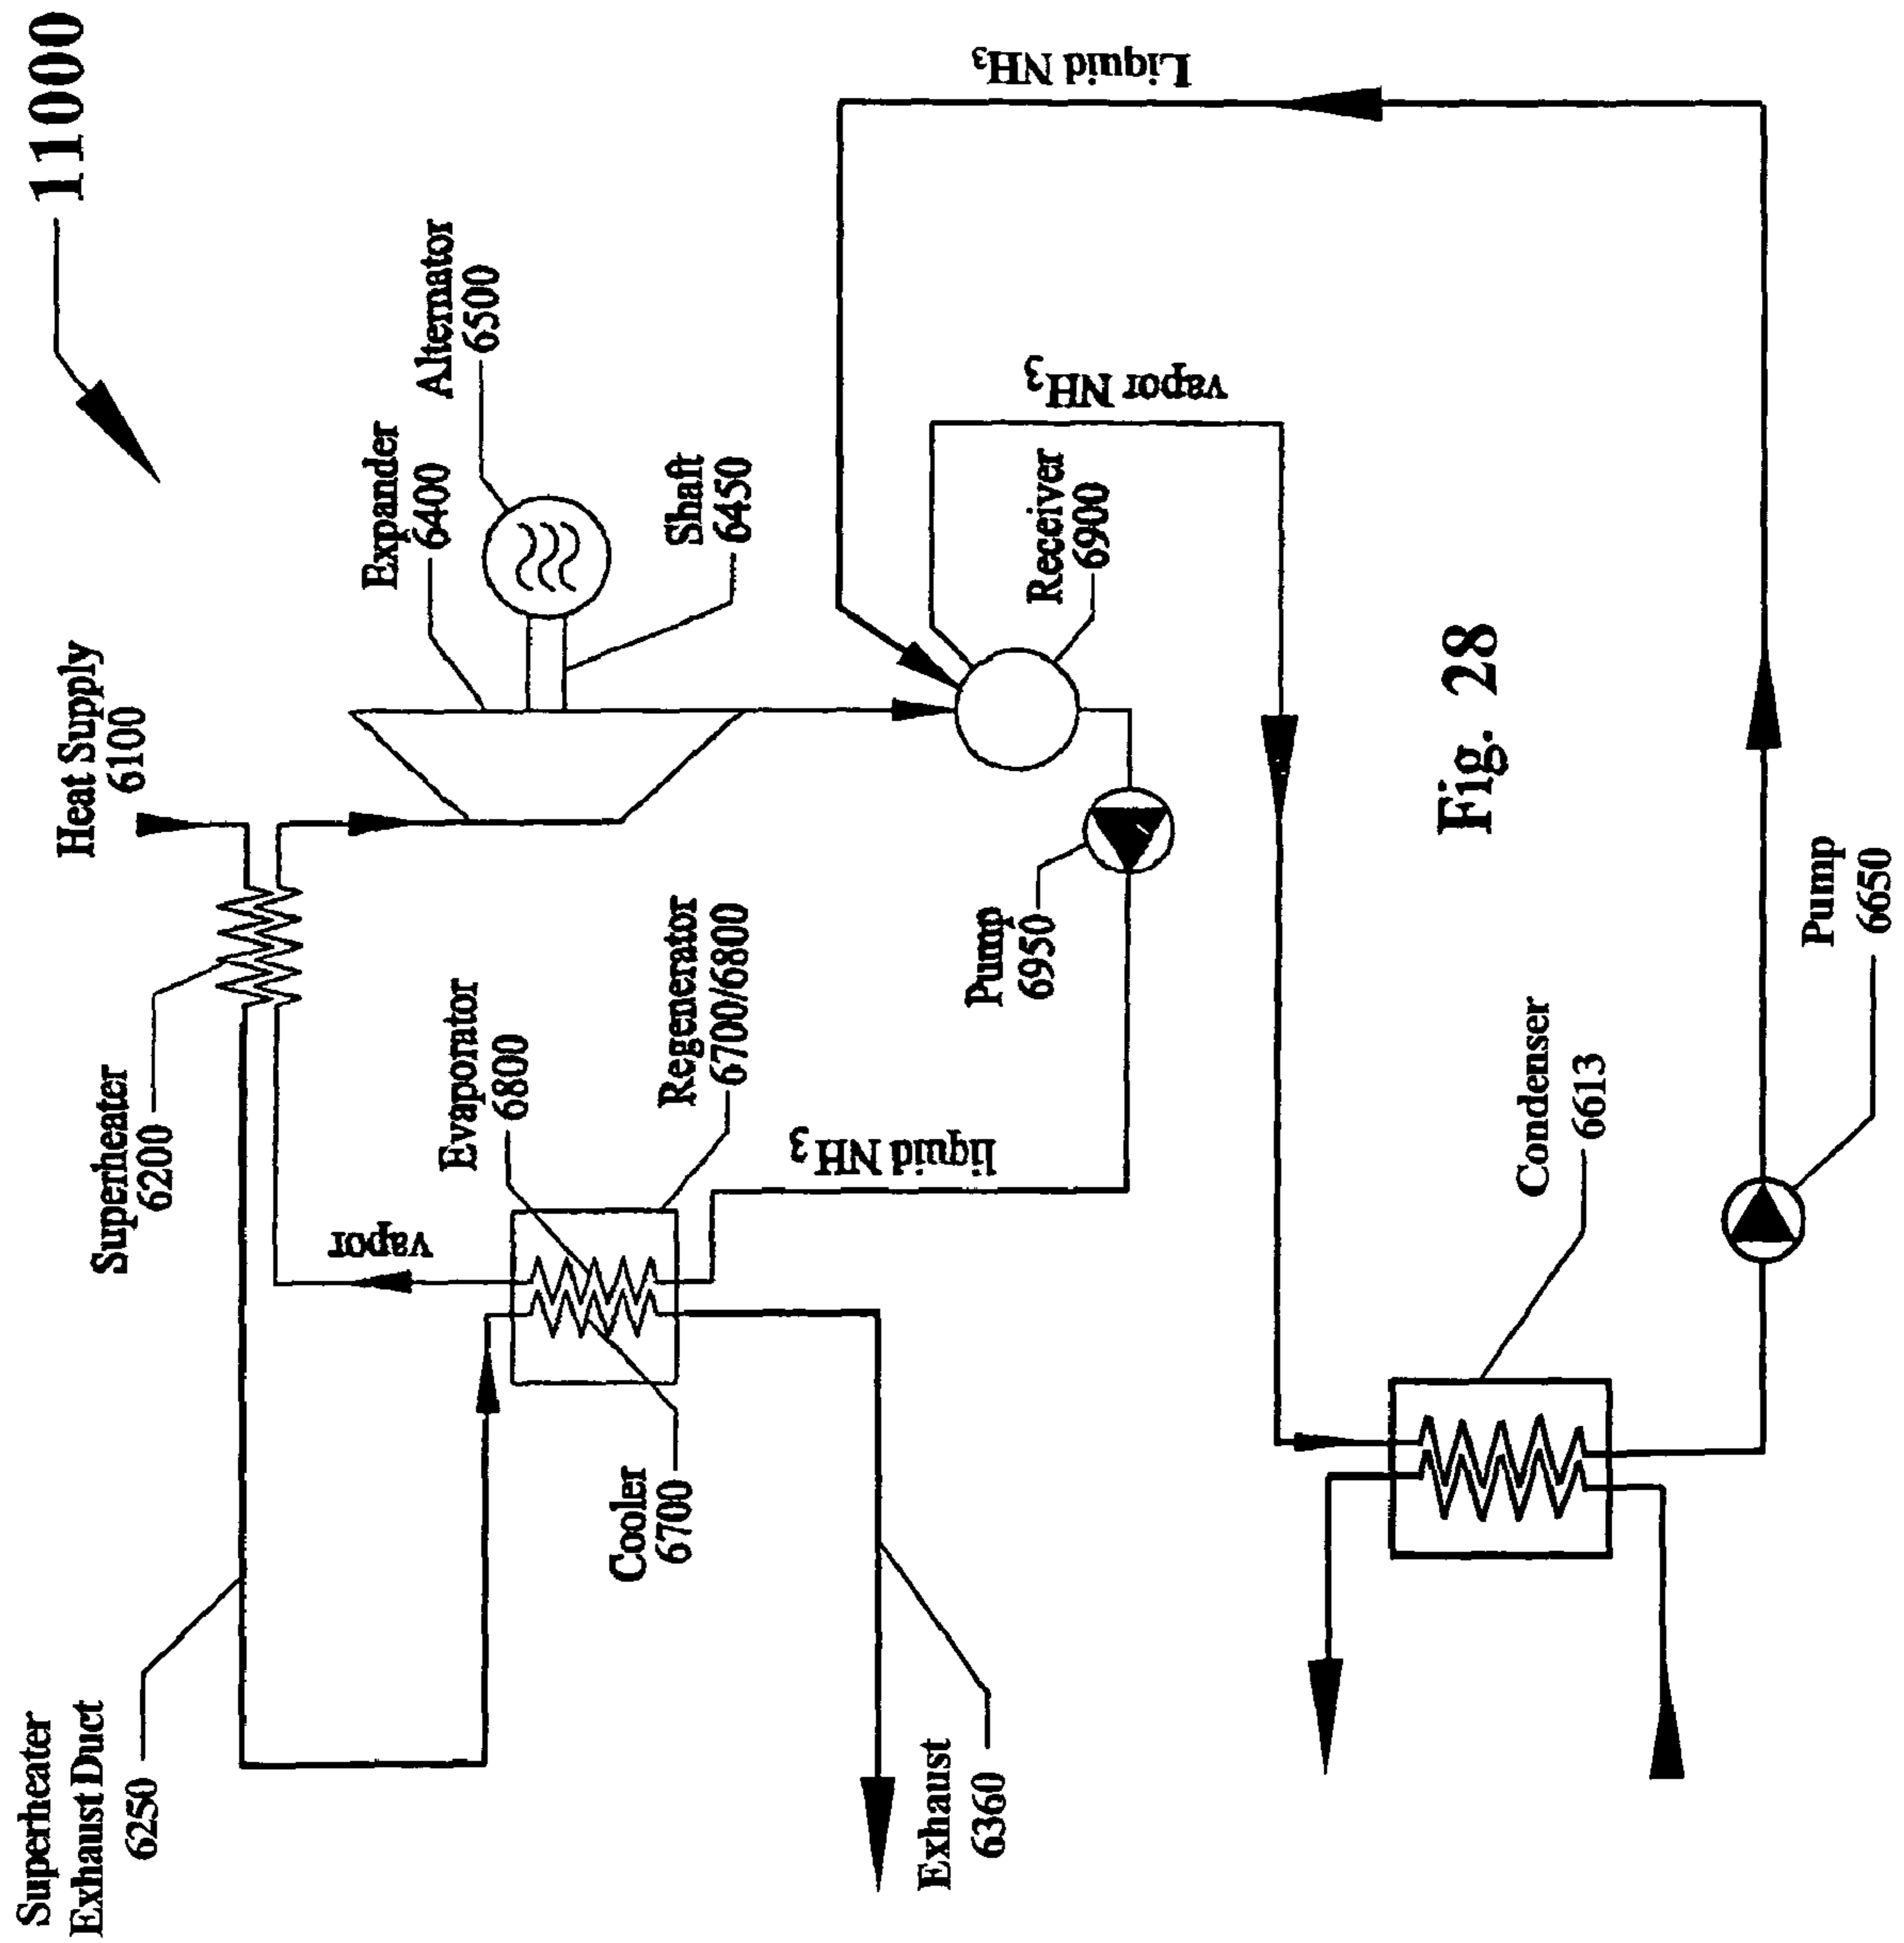 11000
Heat Supply
6100
Superheater
6200
Superheater
Exhaust Duct
6250
Expander
6400
Alternator
6500
Shaft
6450
vapor
Evaporator
6800
Regenerator
6700/6800
Cooler
6700
liquid NH3
Pump
6950
Receiver
6900
vapor NH3
Liquid NH3
Exhaust
6360
Condenser
6613
Pump
6650
Fig. 28